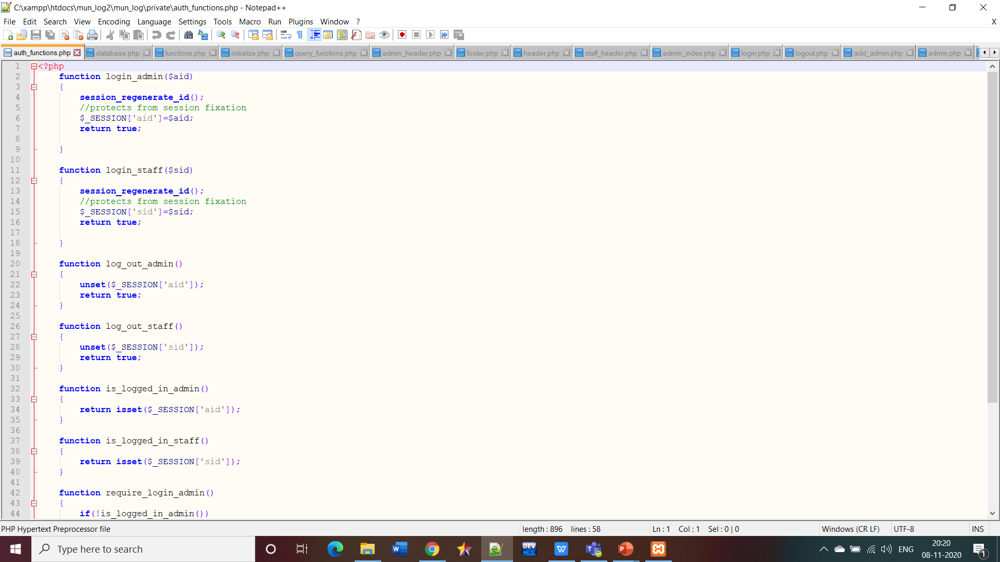 C:\xampp\htdocs\mun_log2\mun_log\private\auth_functions.php - Notepad++
File Edit Search View Encoding Language Settings Tools Macro Run Plugins Window ? X
auth_functions.php database.php functions.php initialize.php query_functions.php admin_header.php footer.php header.php staff_header.php admin_index.php login.php logout.php add_admin.php admin.php
1 <?php
2 function login_admin($aid)
3 {
4 session_regenerate_id();
5 //protects from session fixation
6 $_SESSION['aid']=$aid;
7 return true;
8
9 }
10
11 function login_staff($sid)
12 {
13 session_regenerate_id();
14 //protects from session fixation
15 $_SESSION['sid']=$sid;
16 return true;
17
18 }
19
20 function log_out_admin()
21 {
22 unset($_SESSION['aid']);
23 return true;
24 }
25
26 function log_out_staff()
27 {
28 unset($_SESSION['sid']);
29 return true;
30 }
31
32 function is_logged_in_admin()
33 {
34 return isset($_SESSION['aid']);
35 }
36
37 function is_logged_in_staff()
38 {
39 return isset($_SESSION['sid']);
40 }
41
42 function require_login_admin()
43 {
44 if(!is_logged_in_admin())
PHP Hypertext Preprocessor file length : 896 lines : 58 Ln : 1 Col : 1 Sel : 0 | 0 Windows (CR LF) UTF-8 INS
Type here to search DEV C++ ENG 20:20
08-11-2020 1